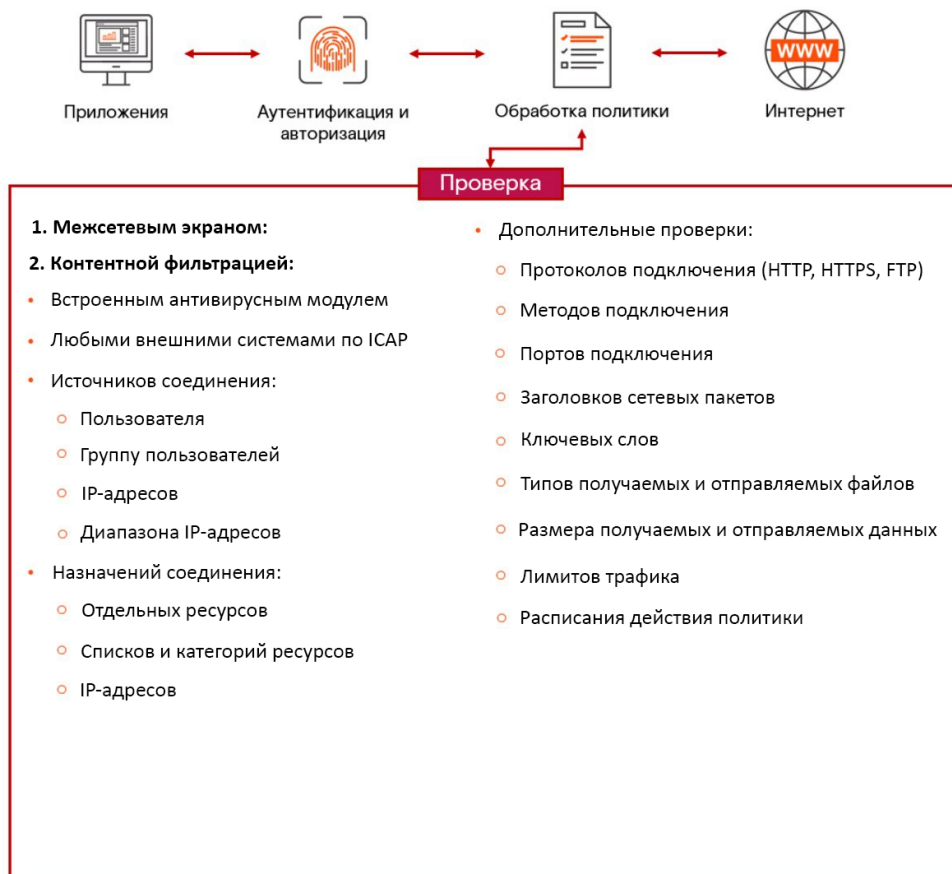 Приложения
Аутентификация и
авторизация
Обработка политики
WWW
Интернет
Проверка
1. Межсетевым экраном:
2. Контентной фильтрацией:
• Встроенным антивирусным модулем
• Любыми внешними системами по ICAP
• Источников соединения:
○ Пользователя
○ Группу пользователей
○ IP-адресов
○ Диапазона IP-адресов
• Назначений соединения:
○ Отдельных ресурсов
○ Списков и категорий ресурсов
○ IP-адресов
• Дополнительные проверки:
○ Протоколов подключения (HTTP, HTTPS, FTP)
○ Методов подключения
○ Портов подключения
○ Заголовков сетевых пакетов
○ Ключевых слов
○ Типов получаемых и отправляемых файлов
○ Размера получаемых и отправляемых данных
○ Лимитов трафика
○ Расписания действия политики